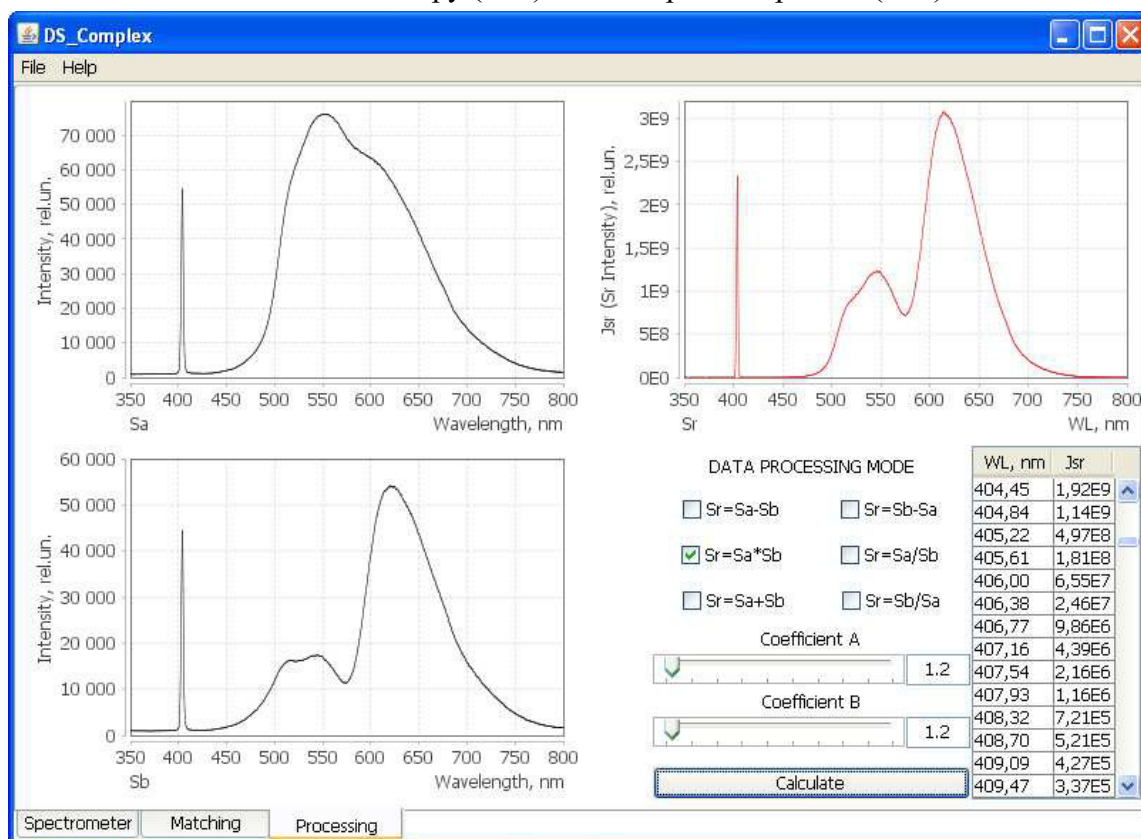 DS_Complex
File Help
70 000
60 000
50 000
40 000
30 000
20 000
10 000
0
Intensity, rel.un.
350 400 450 500 550 600 650 700 750 800
Sa Wavelength, nm
3E9
2,5E9
2E9
1,5E9
1E9
5E8
0E0
Jsr (Sr Intensity), rel.un.
350 400 450 500 550 600 650 700 750 800
Sr WL, nm
60 000
50 000
40 000
30 000
20 000
10 000
0
Intensity, rel.un.
350 400 450 500 550 600 650 700 750 800
Sb Wavelength, nm
DATA PROCESSING MODE
Sr=Sa-Sb Sr=Sb-Sa
Sr=Sa*Sb Sr=Sa/Sb
Sr=Sa+Sb Sr=Sb/Sa
Coefficient A
1.2
Coefficient B
1.2
Calculate
WL, nm Jsr
404,45 1,92E9
404,84 1,14E9
405,22 4,97E8
405,61 1,81E8
406,00 6,55E7
406,38 2,46E7
406,77 9,86E6
407,16 4,39E6
407,54 2,16E6
407,93 1,16E6
408,32 7,21E5
408,70 5,21E5
409,09 4,27E5
409,47 3,37E5
Spectrometer Matching Processing